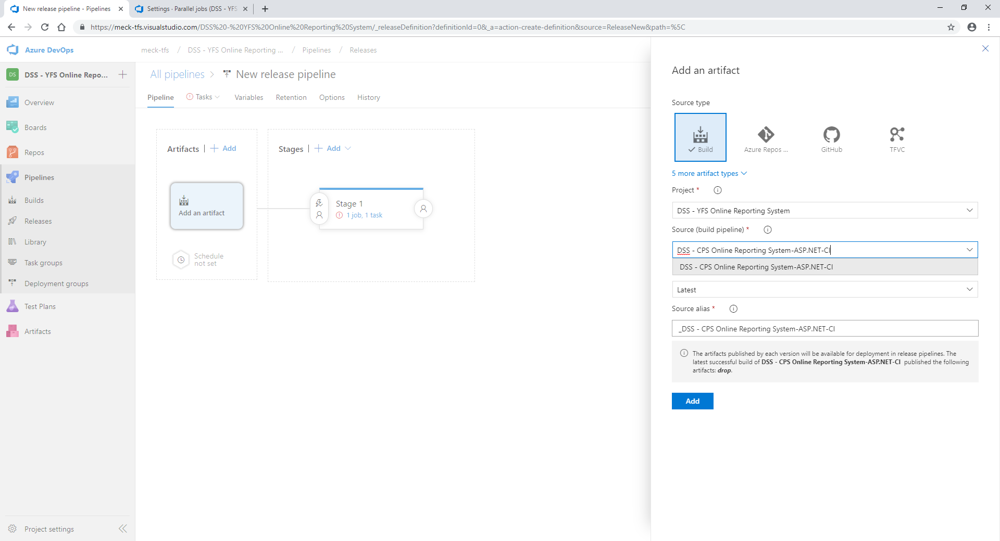 New release pipeline - Pipelines
Settings · Parallel jobs (DSS - YFS
https://meck-tfs.visualstudio.com/DSS%20-%20YFS%20Online%20Reporting%20System/_releaseDefinition?definitionId=0&_a=action-create-definition&source=ReleaseNew&path=%5C
Azure DevOps
meck-tfs / DSS - YFS Online Reporting ... / Pipelines / Releases
DS DSS - YFS Online Repo...
Overview
Boards
Repos
Pipelines
Builds
Releases
Library
Task groups
Deployment groups
Test Plans
Artifacts
Project settings
All pipelines > New release pipeline
Pipeline Tasks Variables Retention Options History
Artifacts | + Add
Add an artifact
Schedule
not set
Stages | + Add
Stage 1
1 job, 1 task
Add an artifact
Source type
Build
Azure Repos ...
GitHub
TFVC
5 more artifact types
Project *
DSS - YFS Online Reporting System
Source (build pipeline) *
DSS - CPS Online Reporting System-ASP.NET-CI
DSS - CPS Online Reporting System-ASP.NET-CI
Latest
Source alias *
_DSS - CPS Online Reporting System-ASP.NET-CI
The artifacts published by each version will be available for deployment in release pipelines. The
latest successful build of DSS - CPS Online Reporting System-ASP.NET-CI published the following
artifacts: drop.
Add